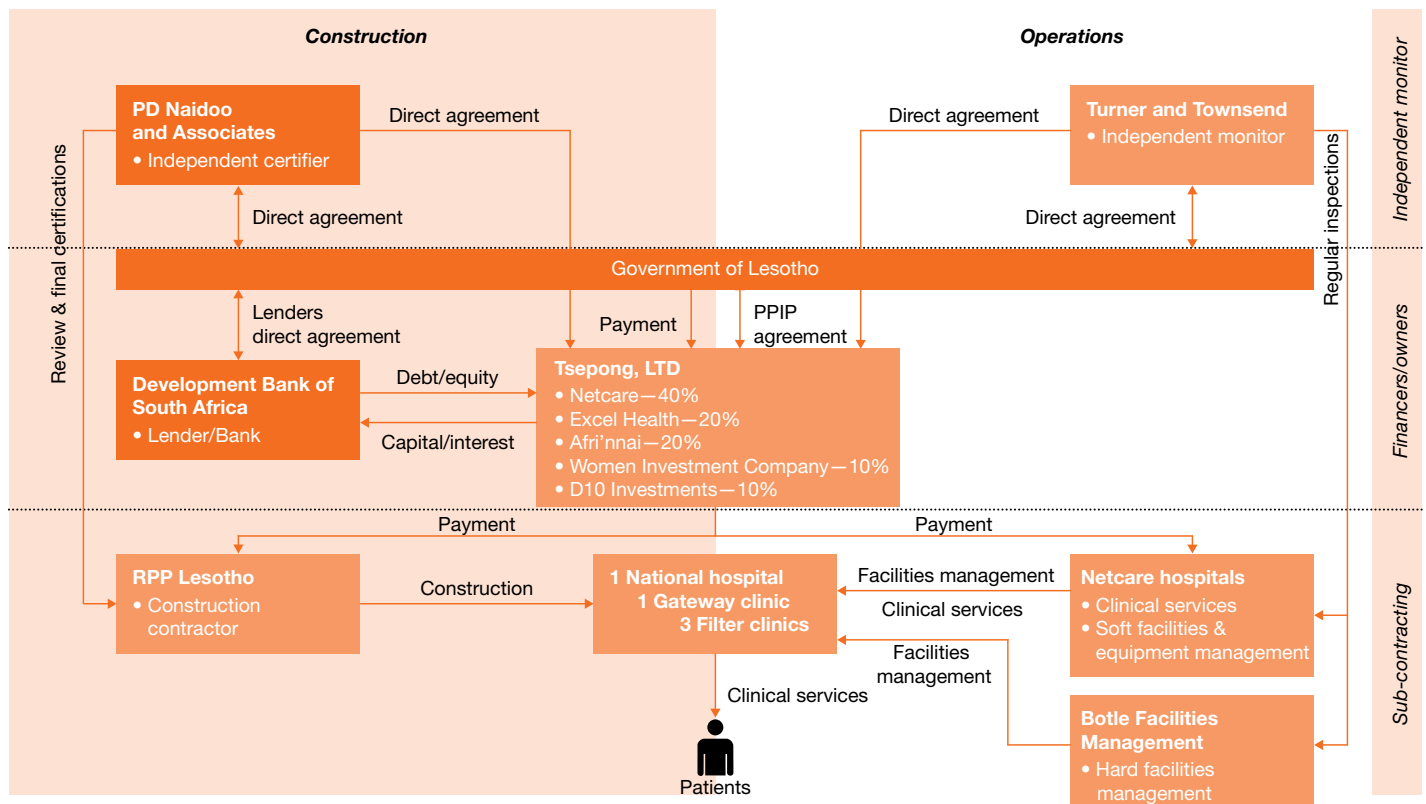 Construction
Operations
Independent monitor
PD Naidoo
and Associates
• Independent certifier
Direct agreement
Direct agreement
Turner and Townsend
• Independent monitor
Review & final certifications
Regular inspections
Direct agreement
Direct agreement
Government of Lesotho
Financers/owners
Lenders
direct agreement
Payment
PPIP
agreement
Development Bank of
South Africa
• Lender/Bank
Debt/equity
Capital/interest
Tsepong, LTD
• Netcare—40%
• Excel Health—20%
• Afri’nnai—20%
• Women Investment Company—10%
• D10 Investments—10%
Payment
Payment
Sub-contracting
RPP Lesotho
• Construction
contractor
Construction
1 National hospital
1 Gateway clinic
3 Filter clinics
Facilities management
Clinical services
Netcare hospitals
• Clinical services
• Soft facilities &
equipment management
Facilities
management
Clinical services
Botle Facilities
Management
• Hard facilities
management
Patients